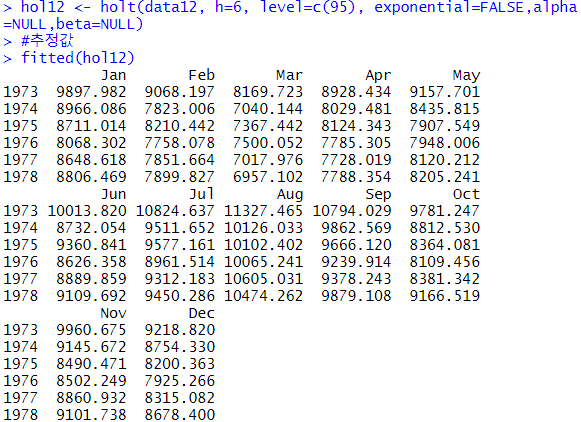 > hol12 <- holt(data12, h=6, level=c(95), exponential=FALSE,alpha
=NULL,beta=NULL)
> #추정값
> fitted(hol12)
           Jan       Feb       Mar       Apr       May
1973  9897.982  9068.197  8169.723  8928.434  9157.701
1974  8966.086  7823.006  7040.144  8029.481  8435.815
1975  8711.014  8210.442  7367.442  8124.343  7907.549
1976  8068.302  7758.078  7500.052  7785.305  7948.006
1977  8648.618  7851.664  7017.976  7728.019  8120.212
1978  8806.469  7899.827  6957.102  7788.354  8205.241
           Jun       Jul       Aug       Sep       Oct
1973 10013.820 10824.637 11327.465 10794.029  9781.247
1974  8732.054  9511.652 10126.033  9862.569  8812.530
1975  9360.841  9577.161 10102.402  9666.120  8364.081
1976  8626.358  8961.514 10065.241  9239.914  8109.456
1977  8889.859  9312.183 10605.031  9378.243  8381.342
1978  9109.692  9450.286 10474.262  9879.108  9166.519
           Nov       Dec
1973  9960.675  9218.820
1974  9145.672  8754.330
1975  8490.471  8200.363
1976  8502.249  7925.266
1977  8860.932  8315.082
1978  9101.738  8678.400